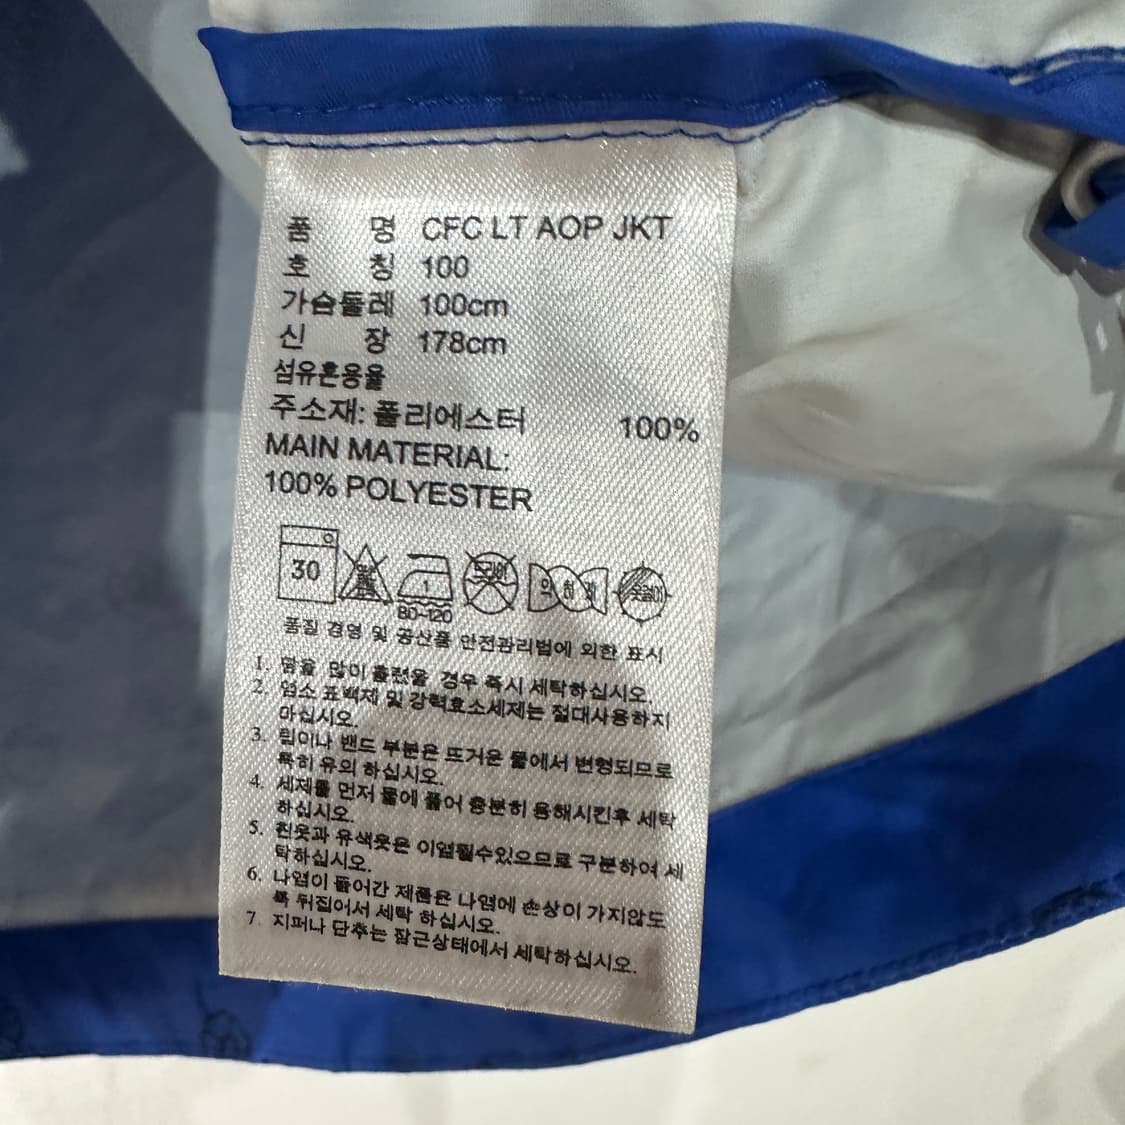 품 명 CFC LT AOP JKT
호 칭 100
가슴둘레 100cm
신 장 178cm
섬유혼용율
주소재: 폴리에스터 100%
MAIN MATERIAL:
100% POLYESTER
30
1
80~120
드라이
약하게
옷걸이
품질 경영 및 공산품 안전관리법에 의한 표시
1. 땀을 많이 흘렸을 경우 즉시 세탁하십시오.
2. 염소 표백제 및 강력효소세제는 절대사용하지
마십시오.
3. 립이나 밴드 부분은 뜨거운 물에서 변형되므로
특히 유의 하십시오.
4. 세제를 먼저 물에 풀어 충분히 용해시킨후 세탁
하십시오.
5. 흰옷과 유색옷은 이염될수있으므로 구분하여 세
탁하십시오.
6. 나염이 들어간 제품은 나염에 손상이 가지않도
록 뒤집어서 세탁 하십시오.
7. 지퍼나 단추는 잠근상태에서 세탁하십시오.